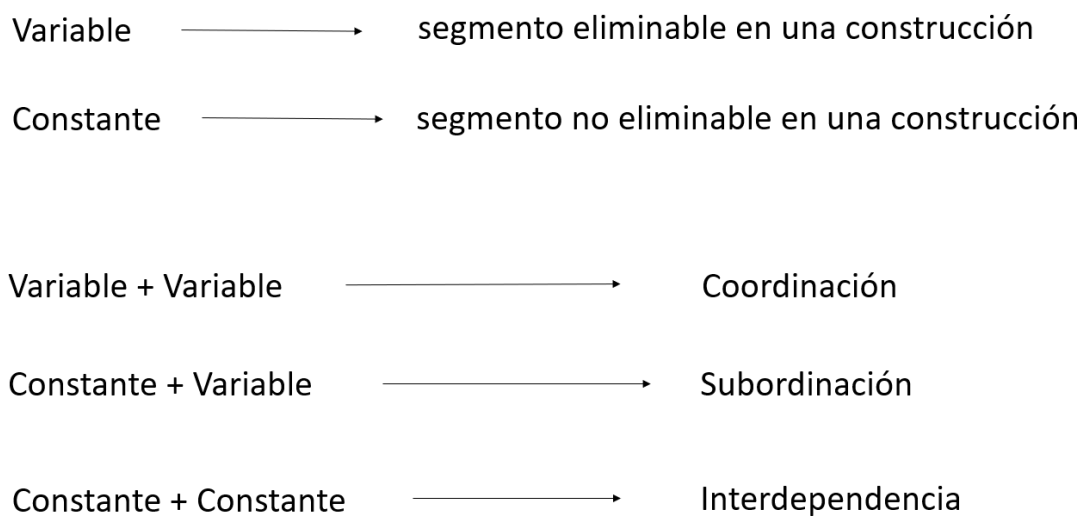 Variable segmento eliminable en una construcción
Constante segmento no eliminable en una construcción
Variable + Variable Coordinación
Constante + Variable Subordinación
Constante + Constante Interdependencia